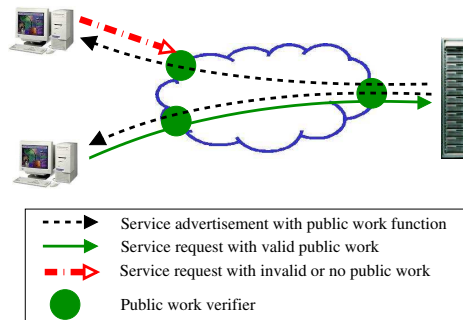 Service advertisement with public work function
Service request with valid public work
Service request with invalid or no public work
Public work verifier